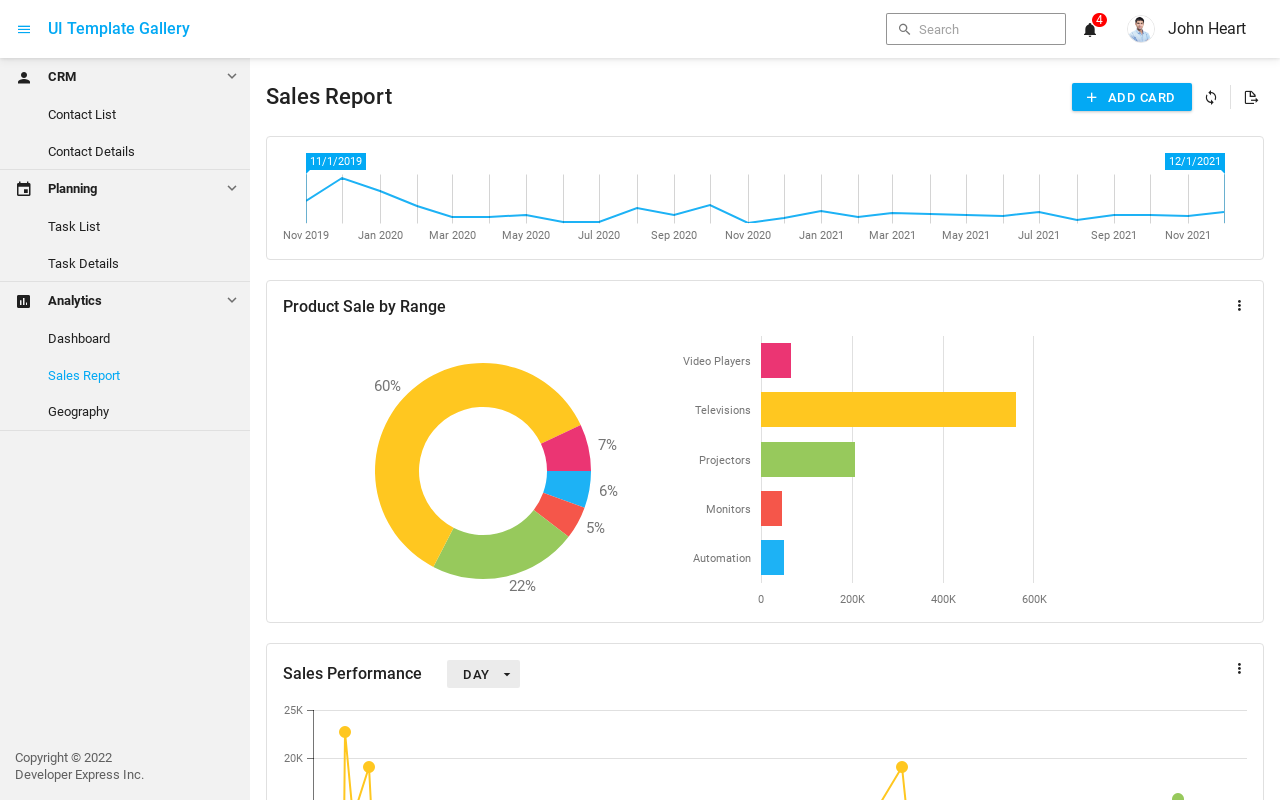 UI Template Gallery
Search
4
John Heart
CRM
Contact List
Contact Details
Planning
Task List
Task Details
Analytics
Dashboard
Sales Report
Geography
Copyright © 2022
Developer Express Inc.
Sales Report
ADD CARD
11/1/2019
12/1/2021
Nov 2019
Jan 2020
Mar 2020
May 2020
Jul 2020
Sep 2020
Nov 2020
Jan 2021
Mar 2021
May 2021
Jul 2021
Sep 2021
Nov 2021
Product Sale by Range
60%
7%
6%
5%
22%
Video Players
Televisions
Projectors
Monitors
Automation
0
200K
400K
600K
Sales Performance
DAY
25K
20K